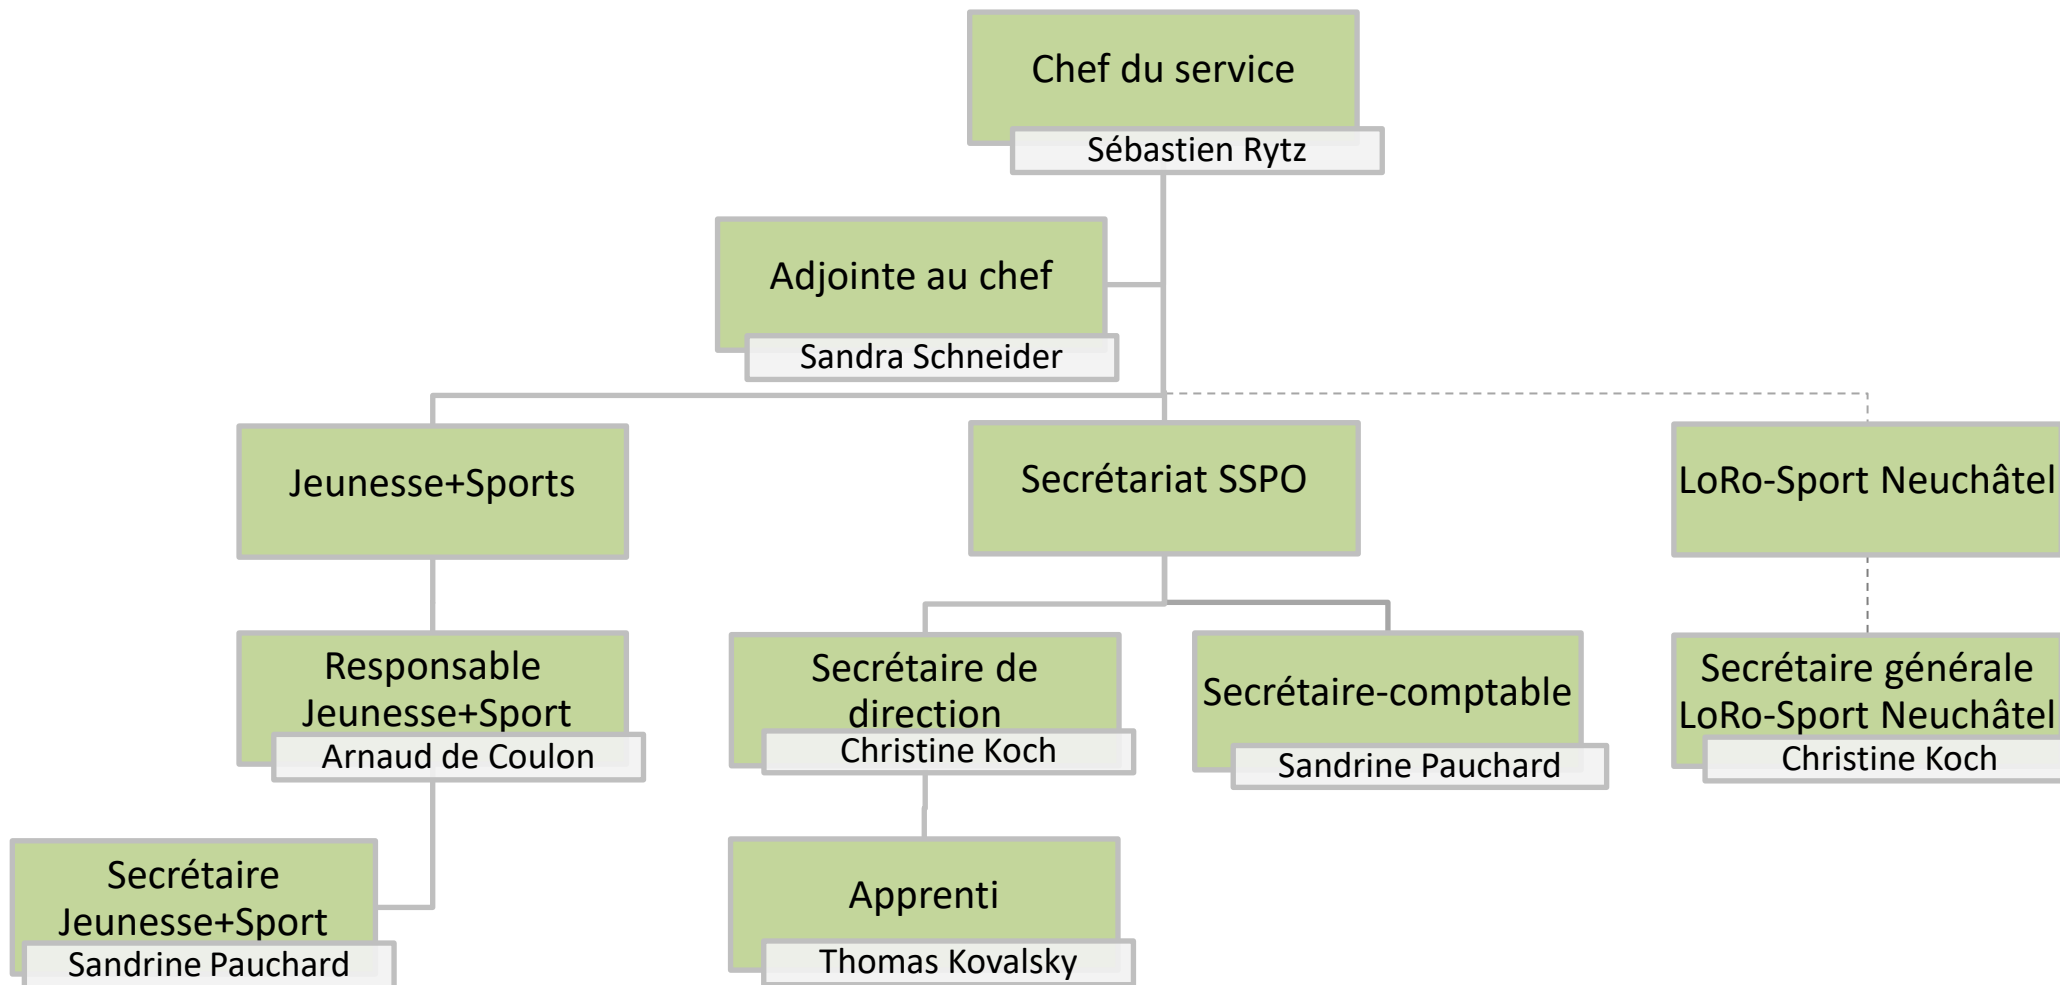 Chef du service
Sébastien Rytz
Adjointe au chef
Sandra Schneider
Jeunesse+Sports
Secrétariat SSPO
LoRo-Sport Neuchâtel
Responsable
Jeunesse+Sport
Arnaud de Coulon
Secrétaire de
direction
Christine Koch
Secrétaire-comptable
Sandrine Pauchard
Secrétaire générale
LoRo-Sport Neuchâtel
Christine Koch
Secrétaire
Jeunesse+Sport
Sandrine Pauchard
Apprenti
Thomas Kovalsky